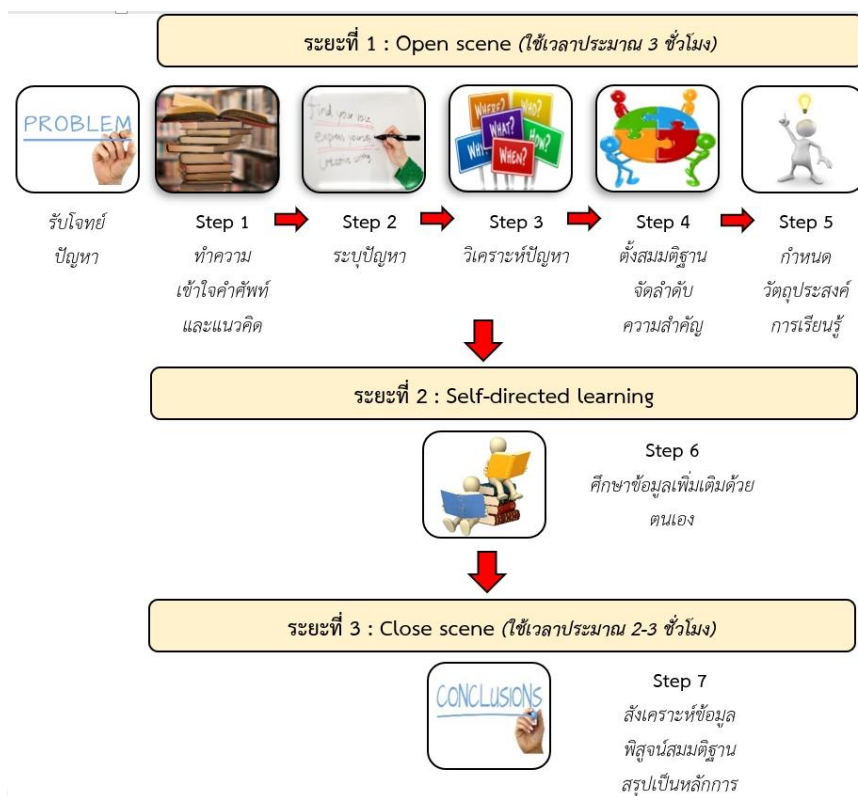 ระยะที่ 1 : Open scene (ใช้เวลาประมาณ 3 ชั่วโมง)
PROBLEM
Find your voice
express yourself
WHERE?
WHO?
WHY?
WHAT?
HOW?
WHEN?
รับโจทย์
ปัญหา
Step 1
ทำความ
เข้าใจคำศัพท์
และแนวคิด
Step 2
ระบุปัญหา
Step 3
วิเคราะห์ปัญหา
Step 4
ตั้งสมมติฐาน
จัดลำดับ
ความสำคัญ
Step 5
กำหนด
วัตถุประสงค์
การเรียนรู้
ระยะที่ 2 : Self-directed learning
Step 6
ศึกษาข้อมูลเพิ่มเติมด้วย
ตนเอง
ระยะที่ 3 : Close scene (ใช้เวลาประมาณ 2-3 ชั่วโมง)
CONCLUSIONS
Step 7
สังเคราะห์ข้อมูล
พิสูจน์สมมติฐาน
สรุปเป็นหลักการ